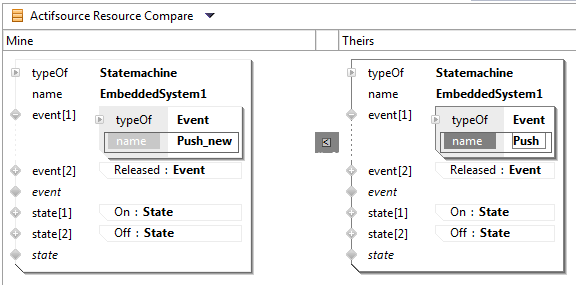 Actifsource Resource Compare
Mine
Theirs
typeOf Statemachine
name EmbeddedSystem1
event[1]
typeOf Event
name Push_new
event[2] Released : Event
event
state[1] On : State
state[2] Off : State
state
<
typeOf Statemachine
name EmbeddedSystem1
event[1]
typeOf Event
name Push
event[2] Released : Event
event
state[1] On : State
state[2] Off : State
state